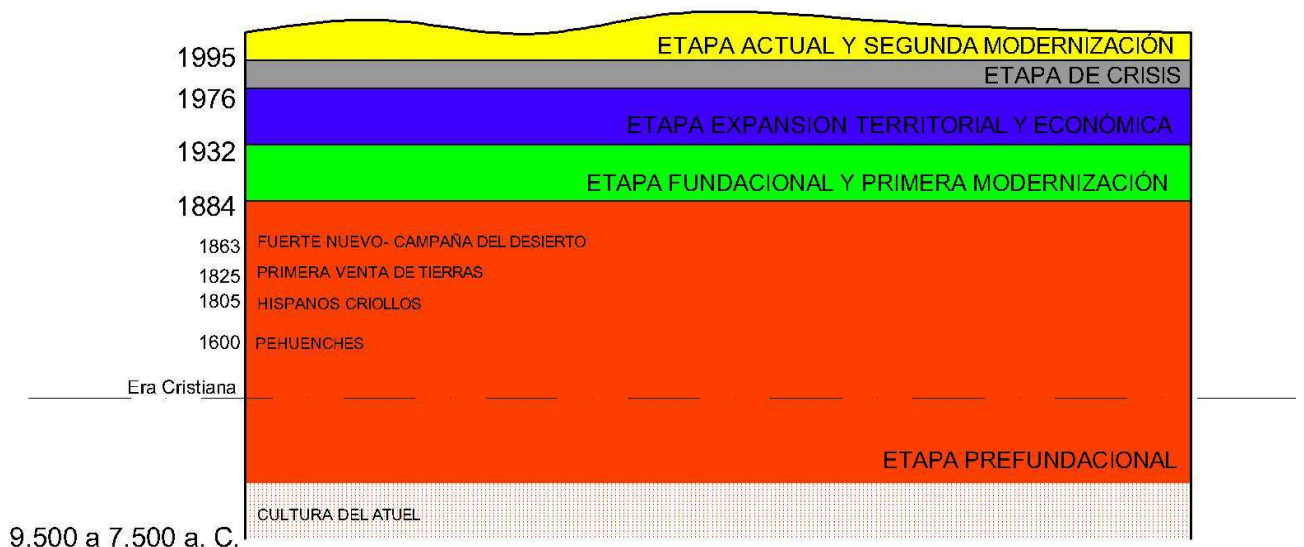 ETAPA ACTUAL Y SEGUNDA MODERNIZACIÓN
1995
ETAPA DE CRISIS
1976
ETAPA EXPANSION TERRITORIAL Y ECONÓMICA
1932
ETAPA FUNDACIONAL Y PRIMERA MODERNIZACIÓN
1884
1863 FUERTE NUEVO- CAMPAÑA DEL DESIERTO
1825 PRIMERA VENTA DE TIERRAS
1805 HISPANOS CRIOLLOS
1600 PEHUENCHES
Era Cristiana
ETAPA PREFUNDACIONAL
CULTURA DEL ATUEL
9.500 a 7.500 a. C.